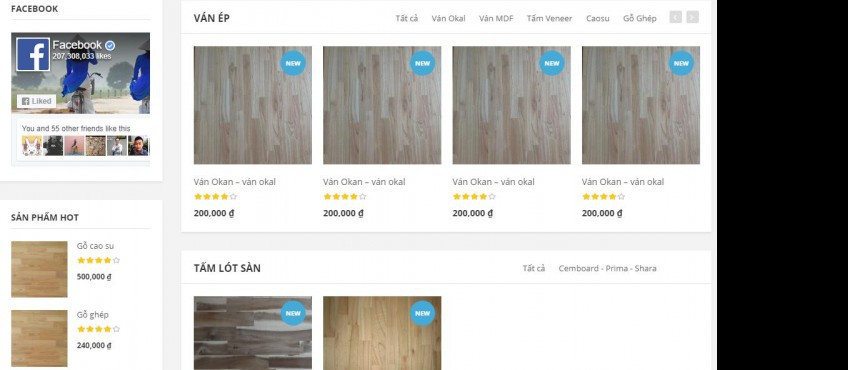 FACEBOOK
Facebook
207,308,033 likes
Liked
You and 55 other friends like this
SẢN PHẨM HOT
Gỗ cao su
500,000 ₫
Gỗ ghép
240,000 ₫
VÁN ÉP
Tất cả Ván Okal Ván MDF Tấm Veneer Caosu Gỗ Ghép
NEW NEW NEW NEW
Ván Okan – ván okal Ván Okan – ván okal Ván Okan – ván okal Ván Okan – ván okal
200,000 ₫ 200,000 ₫ 200,000 ₫ 200,000 ₫
TẤM LÓT SÀN
Tất cả Cemboard - Prima - Shara
NEW NEW